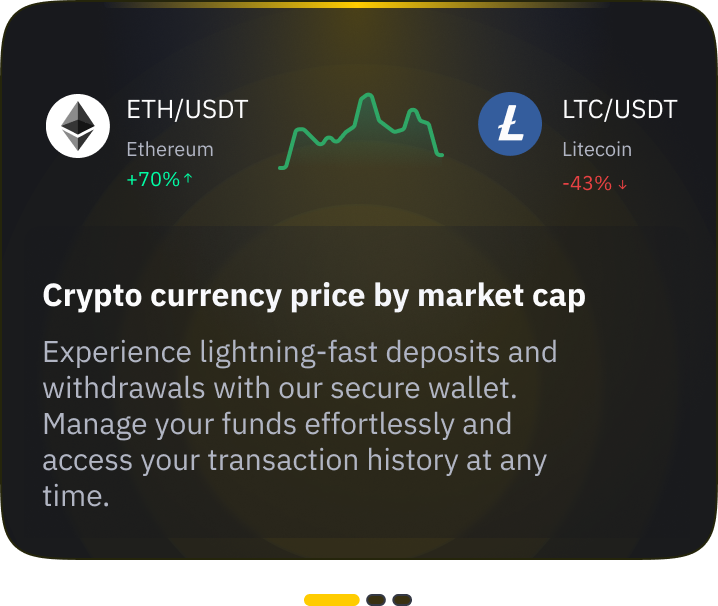 ETH/USDT
Ethereum
+70%↑
LTC/USDT
Litecoin
-43% ↓
Crypto currency price by market cap
Experience lightning-fast deposits and
withdrawals with our secure wallet.
Manage your funds effortlessly and
access your transaction history at any
time.